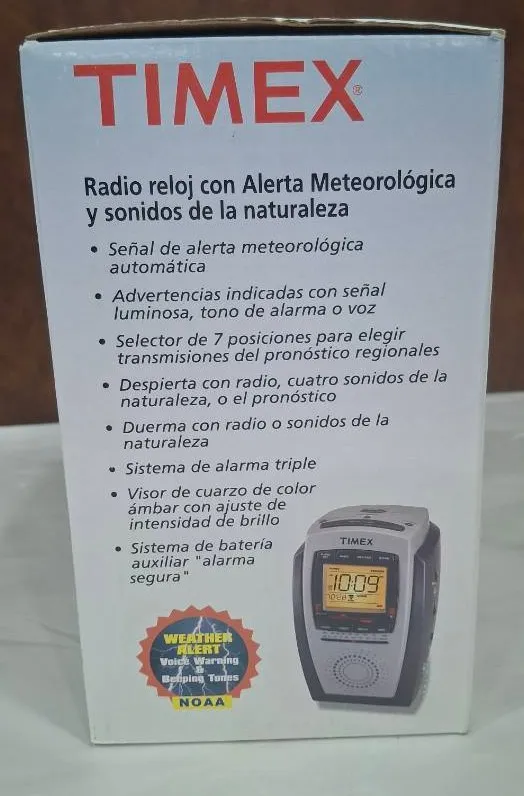 TIMEX®
Radio reloj con Alerta Meteorológica
y sonidos de la naturaleza
• Señal de alerta meteorológica
automática
• Advertencias indicadas con señal
luminosa, tono de alarma o voz
• Selector de 7 posiciones para elegir
transmisiones del pronóstico regionales
• Despierta con radio, cuatro sonidos de la
naturaleza, o el pronóstico
• Duerma con radio o sonidos de la
naturaleza
• Sistema de alarma triple
• Visor de cuarzo de color
ámbar con ajuste de
intensidad de brillo
• Sistema de batería
auxiliar "alarma
segura"
TIMEX
10:09
WEATHER
ALERT
Voice Warning
&
Beeping Tones
NOAA